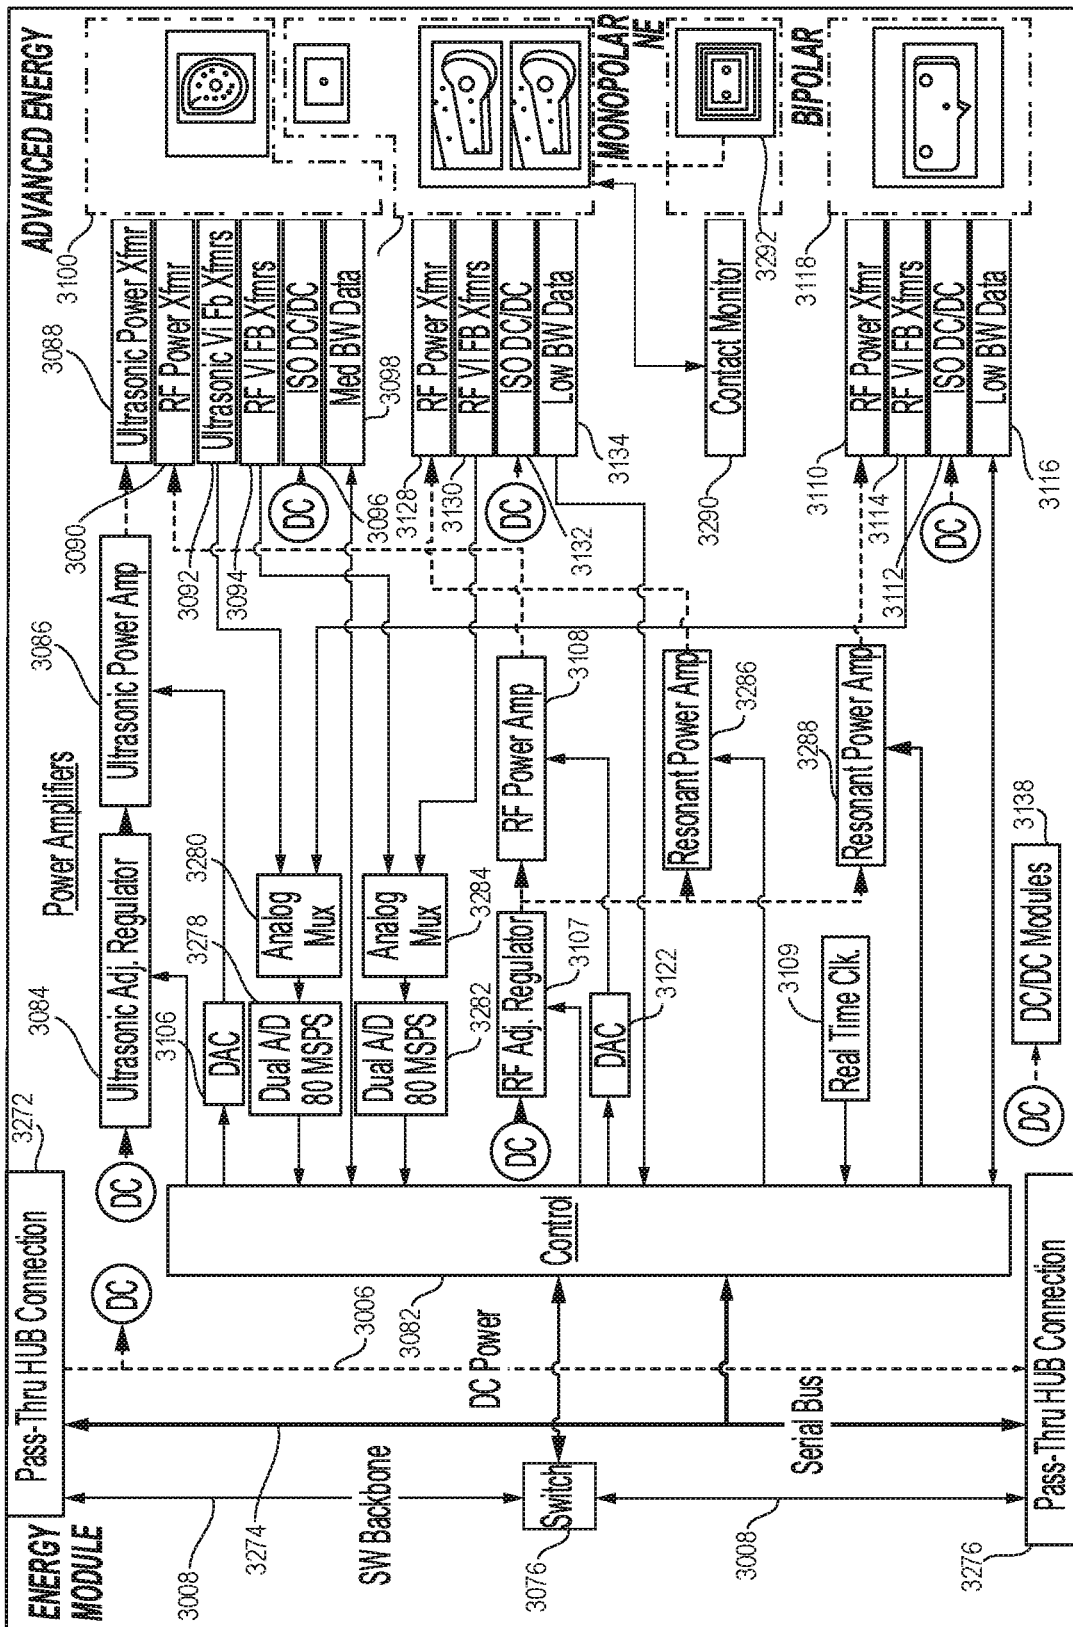 ENERGY
MODULE
3008
3274
SW Backbone
3076
Switch
3008
3276
Pass-Thru HUB Connection
3272
DC
3006
DC Power
Serial Bus
3082
Pass-Thru HUB Connection
Control
DC
3084
Ultrasonic Adj. Regulator
3106
DAC
3278
Dual A/D
80 MSPS
3280
Analog
Mux
Dual A/D
80 MSPS
3282
Analog
Mux
3284
DC
RF Adj. Regulator
3107
DAC
3122
Real Time Clk.
3109
DC
DC/DC Modules
3138
Power Amplifiers
3086
Ultrasonic Power Amp
RF Power Amp
3108
Resonant Power Amp
3286
3288
Resonant Power Amp
ADVANCED ENERGY
3100
3088
3090
3092
3094
Ultrasonic Power Xfmr
RF Power Xfmr
Ultrasonic Vi Fb Xfmrs
RF VI FB Xfmrs
ISO DC/DC
Med BW Data
DC
3096
3098
3128
3130
RF Power Xfmr
RF VI FB Xfmrs
ISO DC/DC
Low BW Data
DC
3132
3134
MONOPOLAR
NE
3290
Contact Monitor
3292
BIPOLAR
3118
3110
3114
3112
RF Power Xfmr
RF VI FB Xfmrs
ISO DC/DC
Low BW Data
DC
3116